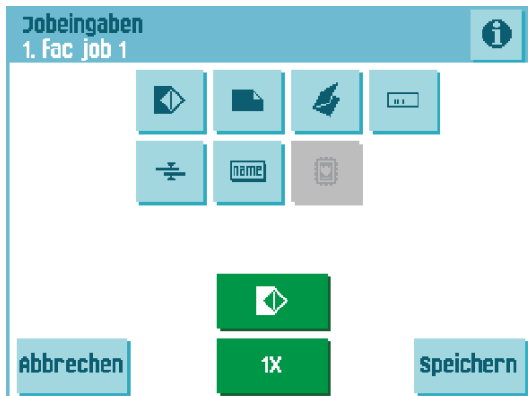 Jobeingaben
1. Fac job 1
name
1X
Abbrechen
Speichern